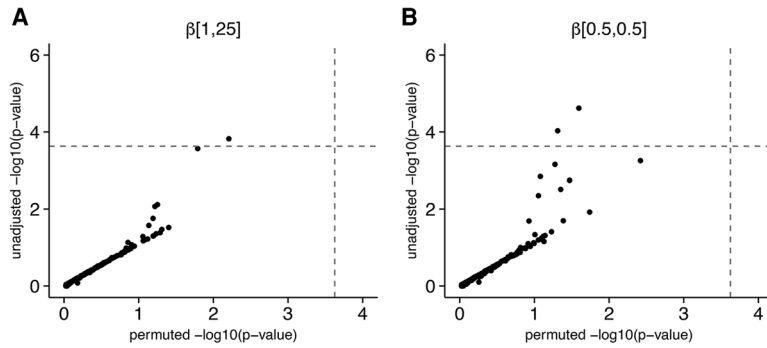 A
β[1,25]
6
4
2
0
unadjusted −log10(p−value)
0 1 2 3 4
permuted −log10(p−value)
B
β[0.5,0.5]
6
4
2
0
unadjusted −log10(p−value)
0 1 2 3 4
permuted −log10(p−value)